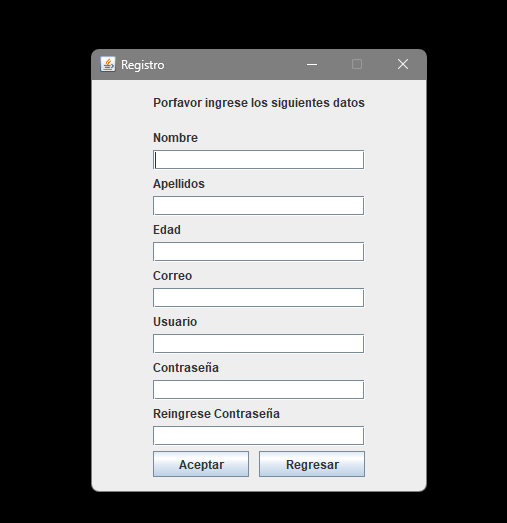 Registro
Porfavor ingrese los siguientes datos
Nombre
Apellidos
Edad
Correo
Usuario
Contraseña
Reingrese Contraseña
Aceptar Regresar